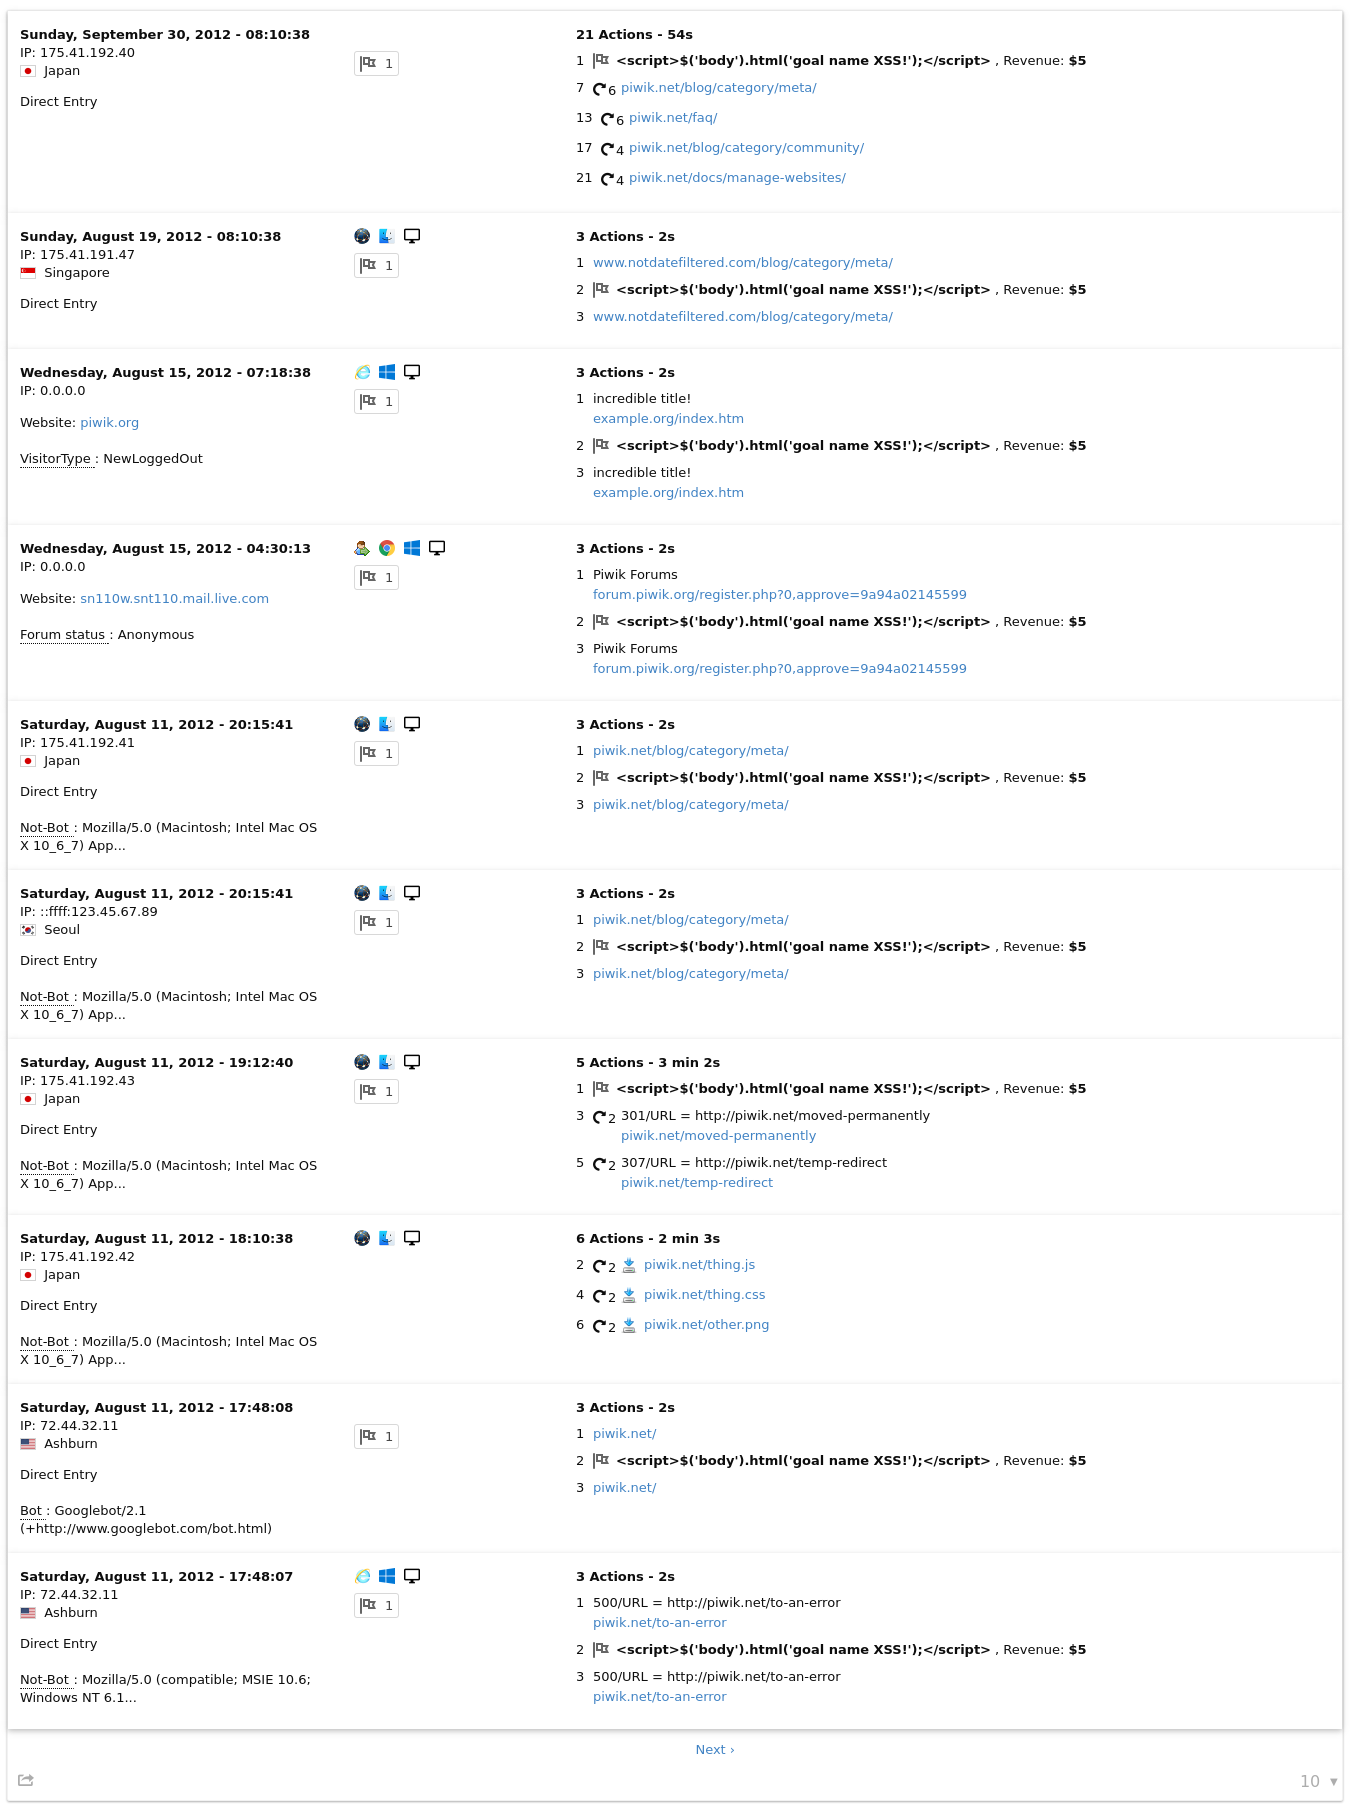 Sunday, September 30, 2012 - 08:10:38
IP: 175.41.192.40
Japan
Direct Entry
1
21 Actions - 54s
1 <script>$('body').html('goal name XSS!');</script> , Revenue: $5
7 6 piwik.net/blog/category/meta/
13 6 piwik.net/faq/
17 4 piwik.net/blog/category/community/
21 4 piwik.net/docs/manage-websites/
Sunday, August 19, 2012 - 08:10:38
IP: 175.41.191.47
Singapore
Direct Entry
1
3 Actions - 2s
1 www.notdatefiltered.com/blog/category/meta/
2 <script>$('body').html('goal name XSS!');</script> , Revenue: $5
3 www.notdatefiltered.com/blog/category/meta/
Wednesday, August 15, 2012 - 07:18:38
IP: 0.0.0.0
Website: piwik.org
VisitorType : NewLoggedOut
1
3 Actions - 2s
1 incredible title!
example.org/index.htm
2 <script>$('body').html('goal name XSS!');</script> , Revenue: $5
3 incredible title!
example.org/index.htm
Wednesday, August 15, 2012 - 04:30:13
IP: 0.0.0.0
Website: sn110w.snt110.mail.live.com
Forum status : Anonymous
1
3 Actions - 2s
1 Piwik Forums
forum.piwik.org/register.php?0,approve=9a94a02145599
2 <script>$('body').html('goal name XSS!');</script> , Revenue: $5
3 Piwik Forums
forum.piwik.org/register.php?0,approve=9a94a02145599
Saturday, August 11, 2012 - 20:15:41
IP: 175.41.192.41
Japan
Direct Entry
Not-Bot : Mozilla/5.0 (Macintosh; Intel Mac OS
X 10_6_7) App...
1
3 Actions - 2s
1 piwik.net/blog/category/meta/
2 <script>$('body').html('goal name XSS!');</script> , Revenue: $5
3 piwik.net/blog/category/meta/
Saturday, August 11, 2012 - 20:15:41
IP: ::ffff:123.45.67.89
Seoul
Direct Entry
Not-Bot : Mozilla/5.0 (Macintosh; Intel Mac OS
X 10_6_7) App...
1
3 Actions - 2s
1 piwik.net/blog/category/meta/
2 <script>$('body').html('goal name XSS!');</script> , Revenue: $5
3 piwik.net/blog/category/meta/
Saturday, August 11, 2012 - 19:12:40
IP: 175.41.192.43
Japan
Direct Entry
Not-Bot : Mozilla/5.0 (Macintosh; Intel Mac OS
X 10_6_7) App...
1
5 Actions - 3 min 2s
1 <script>$('body').html('goal name XSS!');</script> , Revenue: $5
3 2 301/URL = http://piwik.net/moved-permanently
piwik.net/moved-permanently
5 2 307/URL = http://piwik.net/temp-redirect
piwik.net/temp-redirect
Saturday, August 11, 2012 - 18:10:38
IP: 175.41.192.42
Japan
Direct Entry
Not-Bot : Mozilla/5.0 (Macintosh; Intel Mac OS
X 10_6_7) App...
6 Actions - 2 min 3s
2 2 piwik.net/thing.js
4 2 piwik.net/thing.css
6 2 piwik.net/other.png
Saturday, August 11, 2012 - 17:48:08
IP: 72.44.32.11
Ashburn
Direct Entry
Bot : Googlebot/2.1
(+http://www.googlebot.com/bot.html)
1
3 Actions - 2s
1 piwik.net/
2 <script>$('body').html('goal name XSS!');</script> , Revenue: $5
3 piwik.net/
Saturday, August 11, 2012 - 17:48:07
IP: 72.44.32.11
Ashburn
Direct Entry
Not-Bot : Mozilla/5.0 (compatible; MSIE 10.6;
Windows NT 6.1...
1
3 Actions - 2s
1 500/URL = http://piwik.net/to-an-error
piwik.net/to-an-error
2 <script>$('body').html('goal name XSS!');</script> , Revenue: $5
3 500/URL = http://piwik.net/to-an-error
piwik.net/to-an-error
Next ›
10 ▼